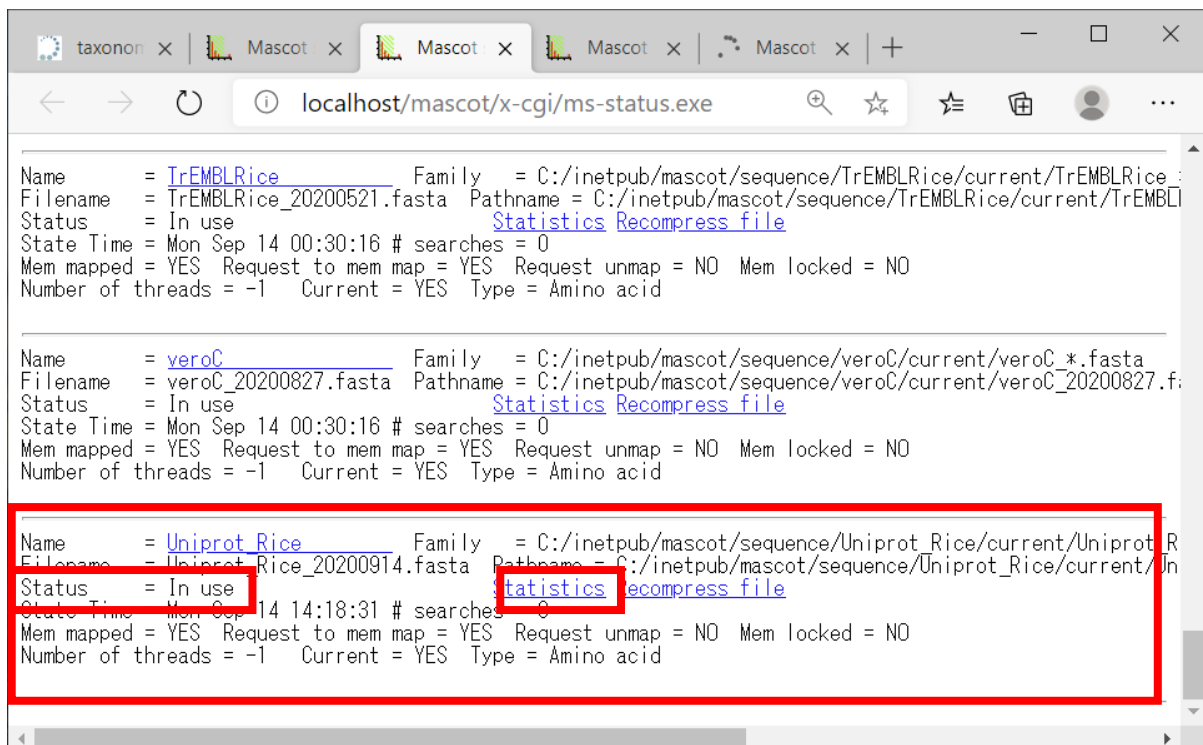 taxonon Mascot Mascot Mascot Mascot
localhost/mascot/x-cgi/ms-status.exe
Name = TrEMBLRice Family = C:/inetpub/mascot/sequence/TrEMBLRice/current/TrEMBLRice_
Filename = TrEMBLRice_20200521.fasta Pathname = C:/inetpub/mascot/sequence/TrEMBLRice/current/TrEMBL
Status = In use Statistics Recompress file
State Time = Mon Sep 14 00:30:16 # searches = 0
Mem mapped = YES Request to mem map = YES Request unmap = NO Mem locked = NO
Number of threads = -1 Current = YES Type = Amino acid
Name = veroC Family = C:/inetpub/mascot/sequence/veroC/current/veroC_*.fasta
Filename = veroC_20200827.fasta Pathname = C:/inetpub/mascot/sequence/veroC/current/veroC_20200827.f
Status = In use Statistics Recompress file
State Time = Mon Sep 14 00:30:16 # searches = 0
Mem mapped = YES Request to mem map = YES Request unmap = NO Mem locked = NO
Number of threads = -1 Current = YES Type = Amino acid
Name = Uniprot_Rice Family = C:/inetpub/mascot/sequence/Uniprot_Rice/current/Uniprot_R
Filename = Uniprot_Rice_20200914.fasta Pathname = C:/inetpub/mascot/sequence/Uniprot_Rice/current/Un
Status = In use Statistics Recompress file
State Time = Mon Sep 14 14:18:31 # searches = 0
Mem mapped = YES Request to mem map = YES Request unmap = NO Mem locked = NO
Number of threads = -1 Current = YES Type = Amino acid